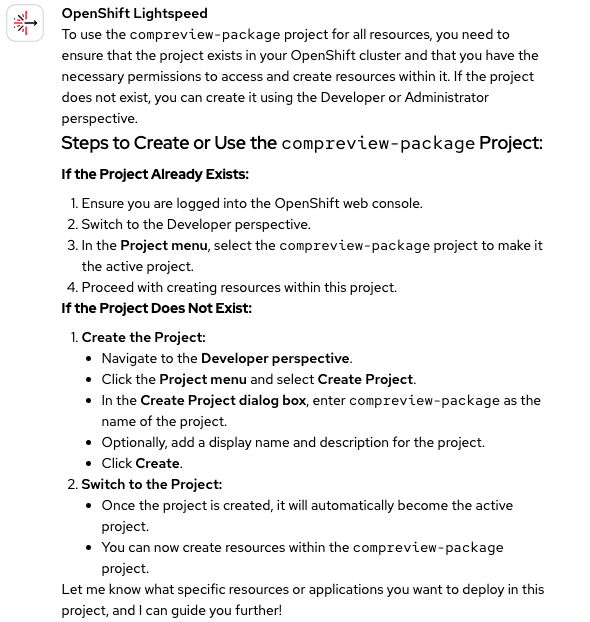 OpenShift Lightspeed
To use the compreview-package project for all resources, you need to
ensure that the project exists in your OpenShift cluster and that you have the
necessary permissions to access and create resources within it. If the project
does not exist, you can create it using the Developer or Administrator
perspective.
Steps to Create or Use the compreview-package Project:
If the Project Already Exists:
1. Ensure you are logged into the OpenShift web console.
2. Switch to the Developer perspective.
3. In the Project menu, select the compreview-package project to make it
the active project.
4. Proceed with creating resources within this project.
If the Project Does Not Exist:
1. Create the Project:
• Navigate to the Developer perspective.
• Click the Project menu and select Create Project.
• In the Create Project dialog box, enter compreview-package as the
name of the project.
• Optionally, add a display name and description for the project.
• Click Create.
2. Switch to the Project:
• Once the project is created, it will automatically become the active
project.
• You can now create resources within the compreview-package
project.
Let me know what specific resources or applications you want to deploy in this
project, and I can guide you further!